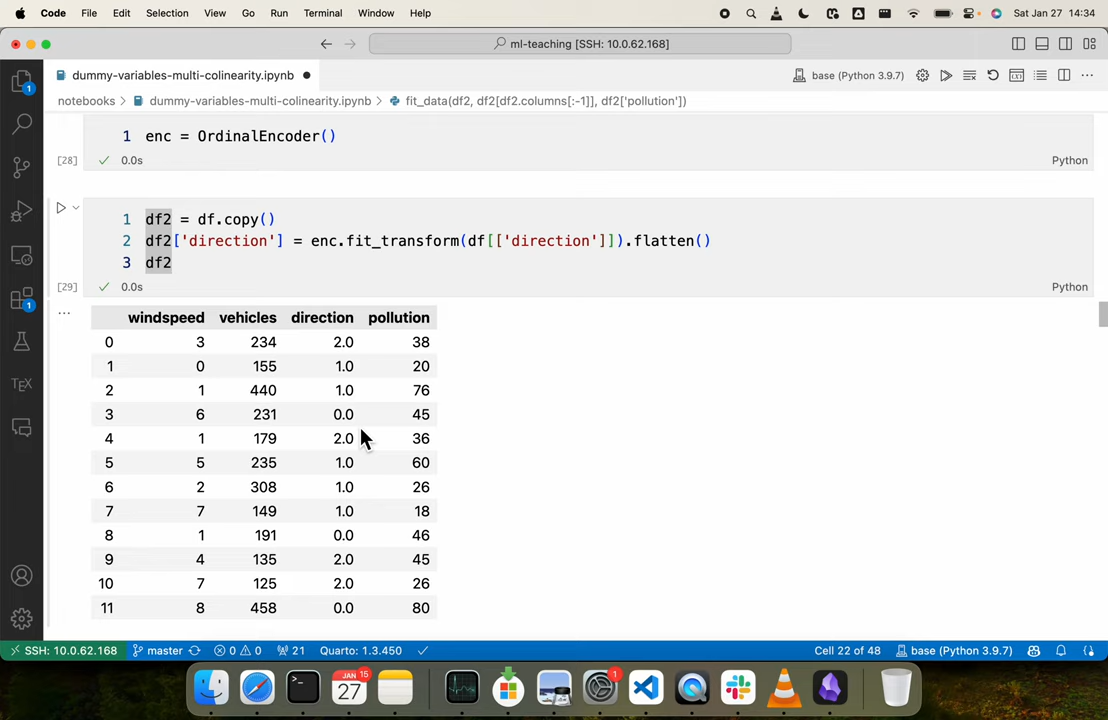 Code File Edit Selection View Go Run Terminal Window Help Sat Jan 27 14:34
ml-teaching [SSH: 10.0.62.168]
dummy-variables-multi-colinearity.ipynb base (Python 3.9.7)
notebooks > dummy-variables-multi-colinearity.ipynb > fit_data(df2, df2[df2.columns[:-1]], df2['pollution'])
1 enc = OrdinalEncoder()
[28] 0.0s Python
1 df2 = df.copy()
2 df2['direction'] = enc.fit_transform(df[['direction']]).flatten()
3 df2
[29] 0.0s Python
...
windspeed vehicles direction pollution
0 3 234 2.0 38
1 0 155 1.0 20
2 1 440 1.0 76
3 6 231 0.0 45
4 1 179 2.0 36
5 5 235 1.0 60
6 2 308 1.0 26
7 7 149 1.0 18
8 1 191 0.0 46
9 4 135 2.0 45
10 7 125 2.0 26
11 8 458 0.0 80
1
1
TEX
SSH: 10.0.62.168 master 0 0 21 Quarto: 1.3.450 Cell 22 of 48 base (Python 3.9.7)
JAN 15
27
1